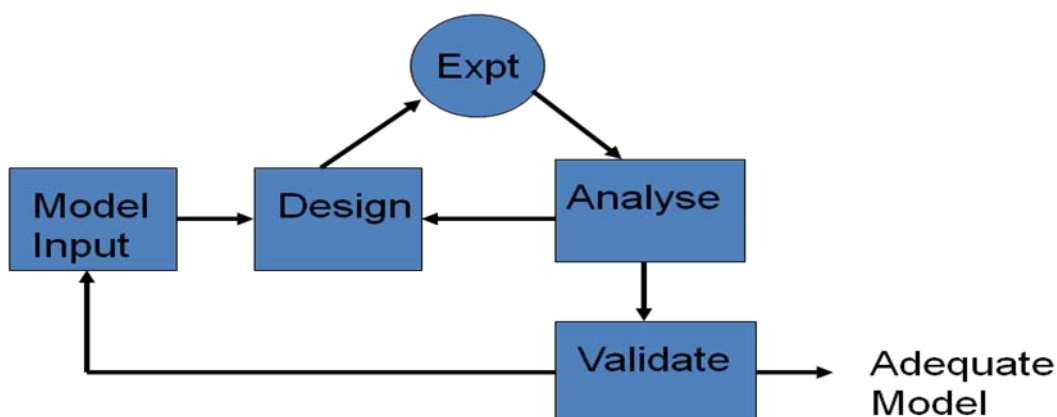 Expt
Model
Input
Design
Analyse
Validate
Adequate
Model